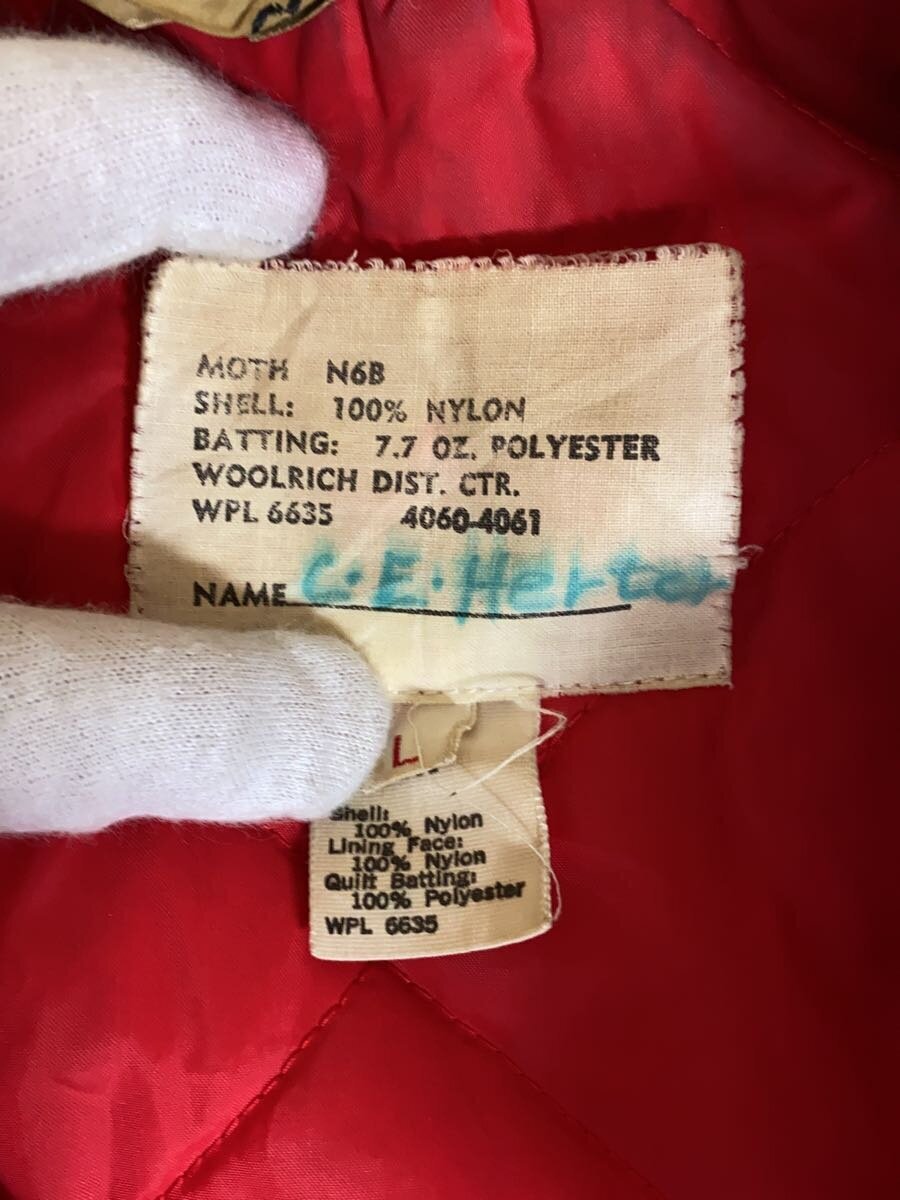 MOTH N6B
SHELL: 100% NYLON
BATTING: 7.7 OZ. POLYESTER
WOOLRICH DIST. CTR.
WPL 6635 4060-4061
NAME C.E. Herter
L
Shell:
100% Nylon
Lining Face:
100% Nylon
Quilt Batting:
100% Polyester
WPL 6635